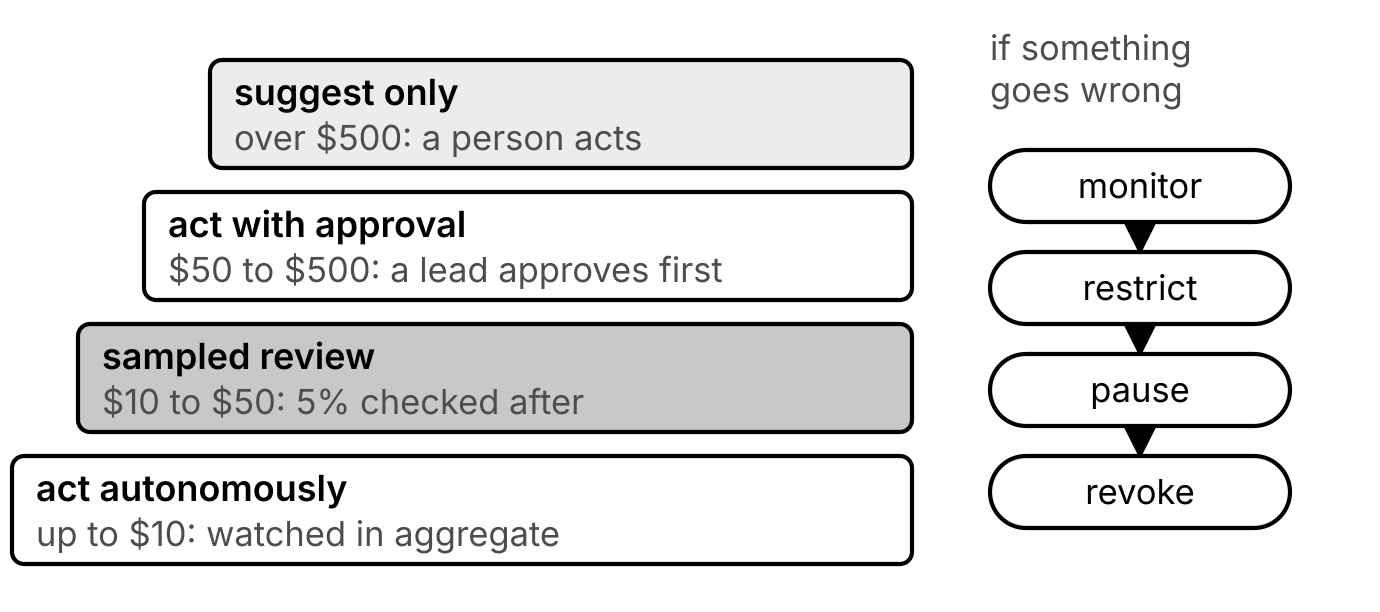 suggest only
over $500: a person acts
act with approval
$50 to $500: a lead approves first
sampled review
$10 to $50: 5% checked after
act autonomously
up to $10: watched in aggregate
if something
goes wrong
monitor
restrict
pause
revoke